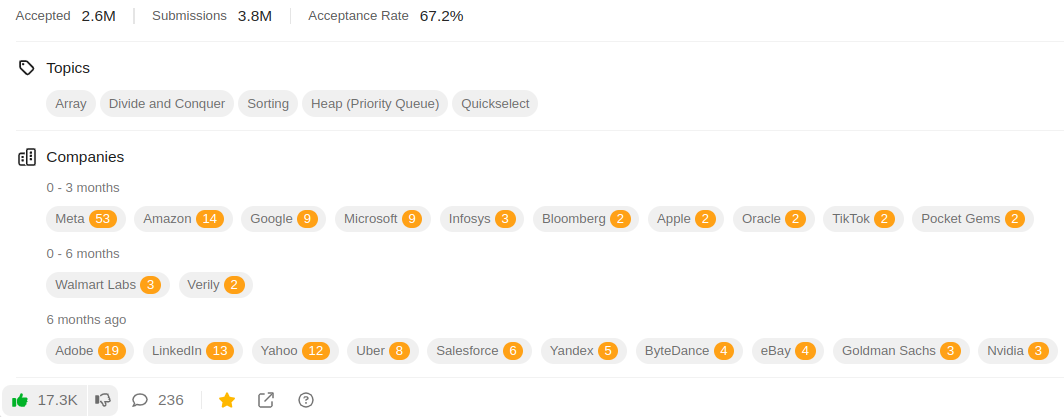 Accepted 2.6M Submissions 3.8M Acceptance Rate 67.2%
Topics
Array Divide and Conquer Sorting Heap (Priority Queue) Quickselect
Companies
0 - 3 months
Meta 53 Amazon 14 Google 9 Microsoft 9 Infosys 3 Bloomberg 2 Apple 2 Oracle 2 TikTok 2 Pocket Gems 2
0 - 6 months
Walmart Labs 3 Verily 2
6 months ago
Adobe 19 LinkedIn 13 Yahoo 12 Uber 8 Salesforce 6 Yandex 5 ByteDance 4 eBay 4 Goldman Sachs 3 Nvidia 3
17.3K 236